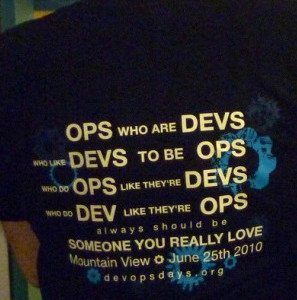 OPS WHO ARE DEVS
WHO LIKE DEVS TO BE OPS
WHO DO OPS LIKE THEY'RE DEVS
WHO DO DEV LIKE THEY'RE OPS
always should be
SOMEONE YOU REALLY LOVE
Mountain View June 25th 2010
devopsdays.org